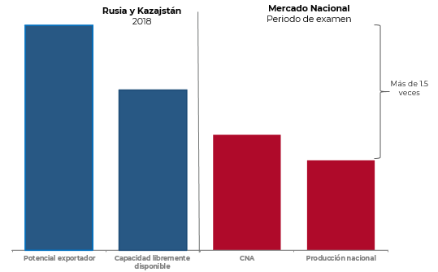 Rusia y Kazajstán
2018
Mercado Nacional
Periodo de examen
Más de 1.5
veces
Potencial exportador
Capacidad libremente
disponible
CNA
Producción nacional